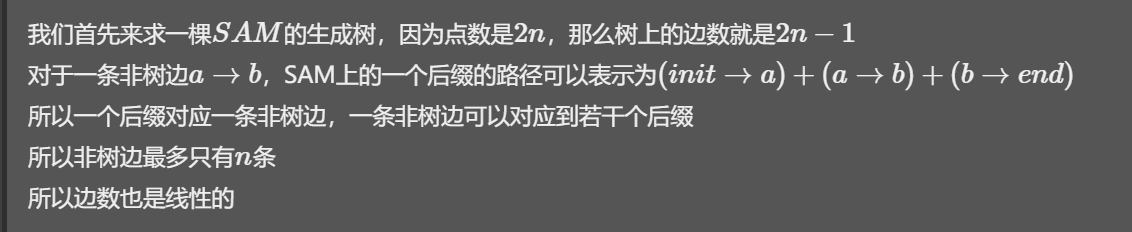 我们首先来求一棵SAM的生成树，因为点数是2n，那么树上的边数就是2n − 1
对于一条非树边a → b，SAM上的一个后缀的路径可以表示为(init → a) + (a → b) + (b → end)
所以一个后缀对应一条非树边，一条非树边可以对应到若干个后缀
所以非树边最多只有n条
所以边数也是线性的